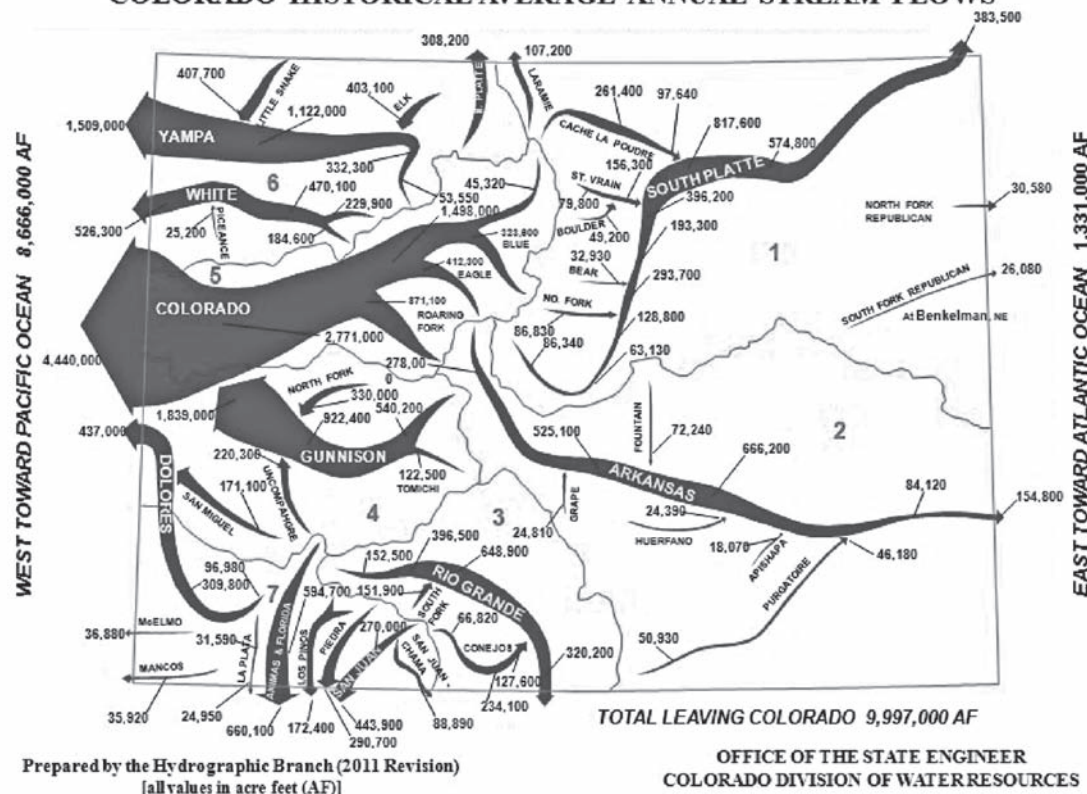 COLORADO HISTORICAL AVERAGE ANNUAL STREAM FLOWS
383,500
308,200
107,200
407,700
LITTLE SNAKE
403,100
ELK
N. PLATTE
LARAMIE
261,400
97,640
1,509,000
YAMPA
1,122,000
CACHE LA POUDRE
817,600
574,800
332,300
156,300
SOUTH PLATTE
6
470,100
45,320
ST. VRAIN
WHITE
229,900
53,550
79,800
396,200
NORTH FORK
REPUBLICAN
30,580
1,498,000
BOULDER
526,300
25,200
PICEANCE
184,600
323,800
BLUE
49,200
193,300
1
32,930
412,000
EAGLE
BEAR
293,700
26,080
5
SOUTH FORK REPUBLICAN
COLORADO
871,100
ROARING
FORK
NO. FORK
128,800
At Benkelman, NE
86,830
2,771,000
86,340
63,130
4,440,000
278,00
0
NORTH FORK
330,000
1,839,000
922,400
540,200
437,000
525,100
FOUNTAIN
72,240
2
GUNNISON
220,300
UNCOMPAHGRE
666,200
DOLORES
171,100
122,500
TOMICHI
ARKANSAS
84,120
SAN MIGUEL
GRAPE
24,390
154,800
4
3
24,810
HUERFANO
18,070
APISHAPA
46,180
396,500
152,500
648,900
PURGATOIRE
96,980
7
309,800
594,700
151,900
RIO GRANDE
SOUTH
FORK
McELMO
66,820
270,000
50,930
36,880
31,590
LA PLATA
ANIMAS & FLORIDA
LOS PINOS
PIEDRA
SAN JUAN
SAN JUAN -
CHAMA
CONEJOS
320,200
MANCOS
127,600
35,920
24,950
234,100
660,100
172,400
443,900
88,890
290,700
TOTAL LEAVING COLORADO 9,997,000 AF
WEST TOWARD PACIFIC OCEAN 8,666,000 AF
EAST TOWARD ATLANTIC OCEAN 1,331,000 AF
Prepared by the Hydrographic Branch (2011 Revision)
[all values in acre feet (AF)]
OFFICE OF THE STATE ENGINEER
COLORADO DIVISION OF WATER RESOURCES